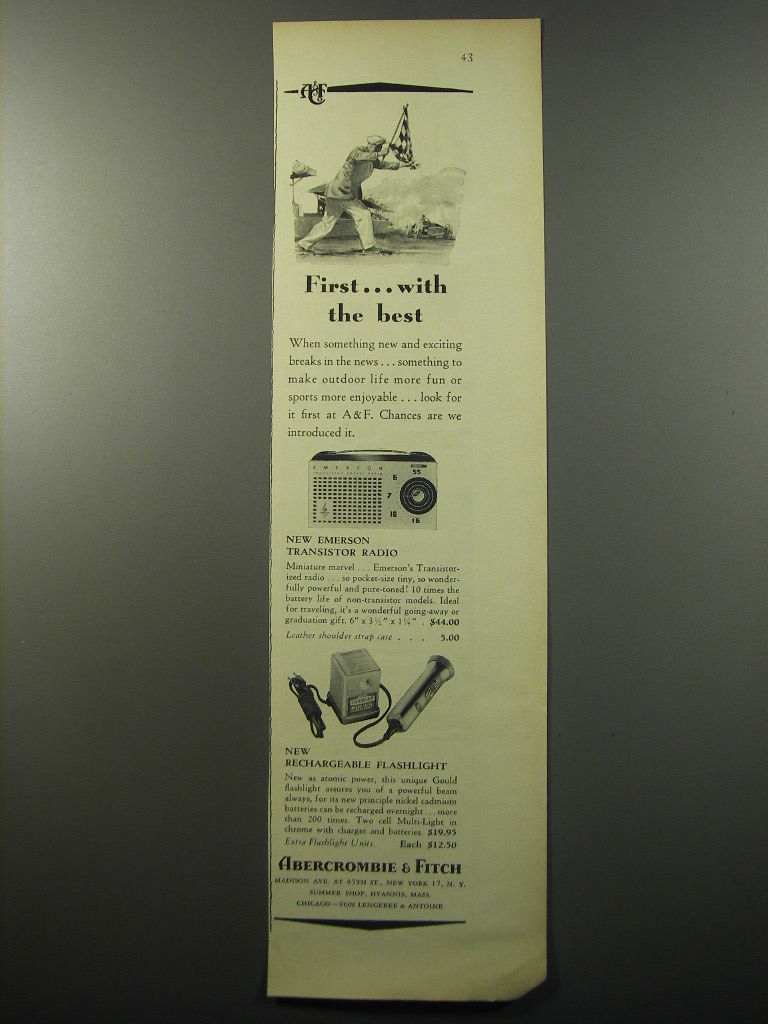 43
A&F Co.
First...with
the best
When something new and exciting
breaks in the news . . . something to
make outdoor life more fun or
sports more enjoyable . . . look for
it first at A&F. Chances are we
introduced it.
EMERSON
55
6
7
10
16
NEW EMERSON
TRANSISTOR RADIO
Miniature marvel . . . Emerson's Transistor-
ized radio . . . so pocket-size tiny, so wonder-
fully powerful and pure-toned! 10 times the
battery life of non-transistor models. Ideal
for traveling, it's a wonderful going-away or
graduation gift. 6" x 3½" x 1¼" . $44.00
Leather shoulder strap case . . . 5.00
NEW
RECHARGEABLE FLASHLIGHT
New as atomic power, this unique Gould
flashlight assures you of a powerful beam
always, for its new principle nickel cadmium
batteries can be recharged overnight . . . more
than 200 times. Two cell Multi-Light in
chrome with charger and batteries. $19.95
Extra Flashlight Units. Each $12.50
ABERCROMBIE & FITCH
MADISON AVE. AT 45TH ST., NEW YORK 17, N. Y.
SUMMER SHOP, HYANNIS, MASS.
CHICAGO—VON LENGERKE & ANTOINE